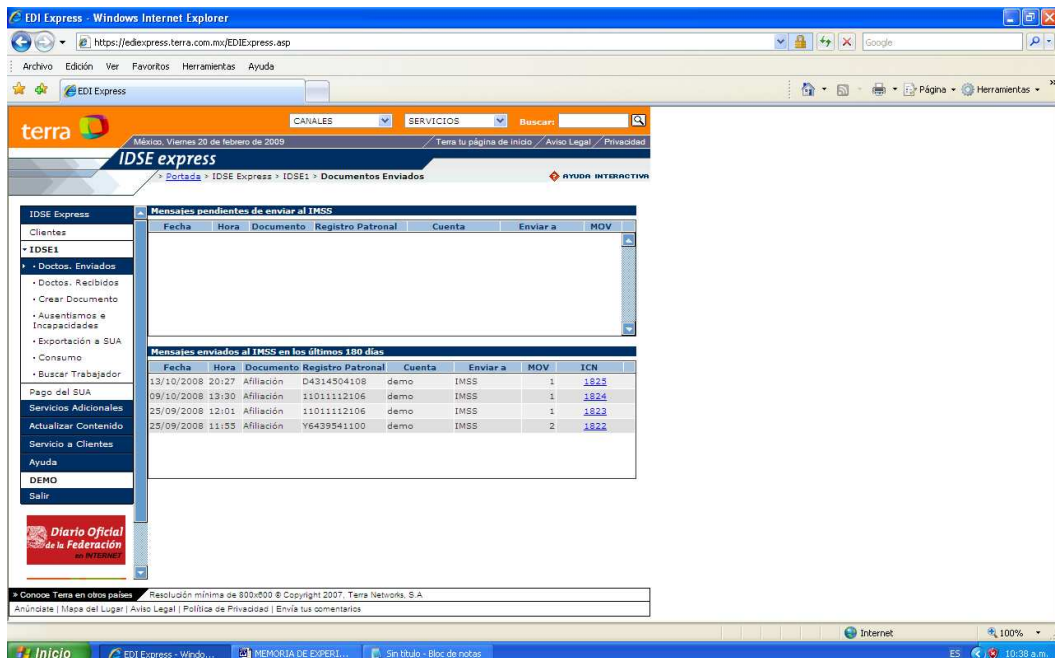 EDI Express - Windows Internet Explorer
https://ediexpress.terra.com.mx/EDIExpress.asp
Google
Archivo Edición Ver Favoritos Herramientas Ayuda
EDI Express
Página Herramientas
terra
CANALES SERVICIOS Buscar:
México, Viernes 20 de febrero de 2009 Terra tu página de inicio Aviso Legal Privacidad
IDSE express
> Portada > IDSE Express > IDSE1 > Documentos Enviados
AYUDA INTERACTIVA
IDSE Express
Clientes
IDSE1
• Doctos. Enviados
• Doctos. Recibidos
• Crear Documento
• Ausentismos e
Incapacidades
• Exportación a SUA
• Consumo
• Buscar Trabajador
Pago del SUA
Servicios Adicionales
Actualizar Contenido
Servicio a Clientes
Ayuda
DEMO
Salir
Diario Oficial
de la Federación
en INTERNET
Mensajes pendientes de enviar al IMSS
Fecha Hora Documento Registro Patronal Cuenta Enviar a MOV
Mensajes enviados al IMSS en los últimos 180 días
Fecha Hora Documento Registro Patronal Cuenta Enviar a MOV ICN
13/10/2008 20:27 Afiliación D4314504108 demo IMSS 1 1825
09/10/2008 13:30 Afiliación 11011112106 demo IMSS 1 1824
25/09/2008 12:01 Afiliación 11011112106 demo IMSS 1 1823
25/09/2008 11:55 Afiliación Y6439541100 demo IMSS 2 1822
» Conoce Terra en otros países Resolución mínima de 800x600 © Copyright 2007, Terra Networks, S.A
Anúnciate | Mapa del Lugar | Aviso Legal | Política de Privacidad | Envía tus comentarios
Internet 100%
Inicio EDI Express - Windo... MEMORIA DE EXPERI... Sin título - Bloc de notas ES 10:38 a.m.